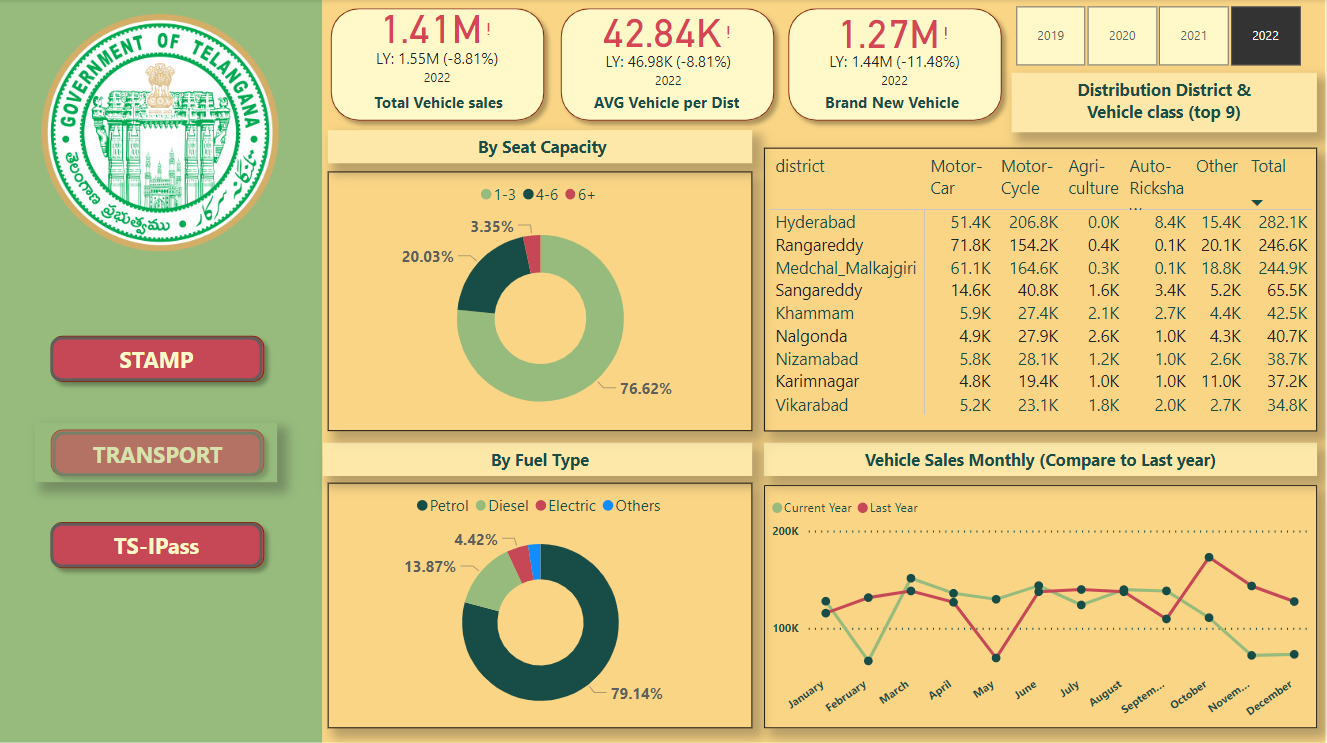 GOVERNMENT OF TELANGANA
తెలంగాణ ప్రభుత్వము
STAMP
TRANSPORT
TS-IPass
1.41M!
LY: 1.55M (-8.81%)
2022
Total Vehicle sales
42.84K!
LY: 46.98K (-8.81%)
2022
AVG Vehicle per Dist
1.27M!
LY: 1.44M (-11.48%)
2022
Brand New Vehicle
2019 2020 2021 2022
Distribution District &
Vehicle class (top 9)
By Seat Capacity
1-3 4-6 6+
3.35%
20.03%
76.62%
district Motor- Motor- Agri- Auto- Other Total
Car Cycle culture Ricksha
...
Hyderabad 51.4K 206.8K 0.0K 8.4K 15.4K 282.1K
Rangareddy 71.8K 154.2K 0.4K 0.1K 20.1K 246.6K
Medchal_Malkajgiri 61.1K 164.6K 0.3K 0.1K 18.8K 244.9K
Sangareddy 14.6K 40.8K 1.6K 3.4K 5.2K 65.5K
Khammam 5.9K 27.4K 2.1K 2.7K 4.4K 42.5K
Nalgonda 4.9K 27.9K 2.6K 1.0K 4.3K 40.7K
Nizamabad 5.8K 28.1K 1.2K 1.0K 2.6K 38.7K
Karimnagar 4.8K 19.4K 1.0K 1.0K 11.0K 37.2K
Vikarabad 5.2K 23.1K 1.8K 2.0K 2.7K 34.8K
By Fuel Type
Petrol Diesel Electric Others
4.42%
13.87%
79.14%
Vehicle Sales Monthly (Compare to Last year)
Current Year Last Year
200K
100K
January February March April May June July August Septem... October Novem... December